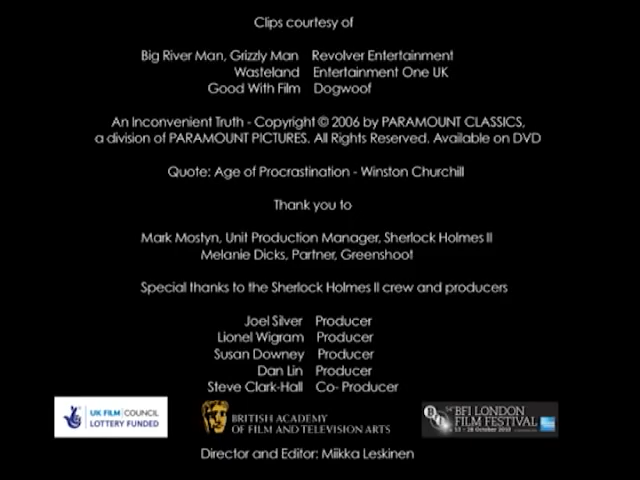 Clips courtesy of
Big River Man, Grizzly Man Revolver Entertainment
Wasteland Entertainment One UK
Good With Film Dogwoof
An Inconvenient Truth - Copyright © 2006 by PARAMOUNT CLASSICS,
a division of PARAMOUNT PICTURES. All Rights Reserved. Available on DVD
Quote: Age of Procrastination - Winston Churchill
Thank you to
Mark Mostyn, Unit Production Manager, Sherlock Holmes II
Melanie Dicks, Partner, Greenshoot
Special thanks to the Sherlock Holmes II crew and producers
Joel Silver Producer
Lionel Wigram Producer
Susan Downey Producer
Dan Lin Producer
Steve Clark-Hall Co- Producer
UK FILM COUNCIL
LOTTERY FUNDED
BRITISH ACADEMY
OF FILM AND TELEVISION ARTS
BFI LONDON
FILM FESTIVAL
13 - 28 October 2010
Director and Editor: Miikka Leskinen